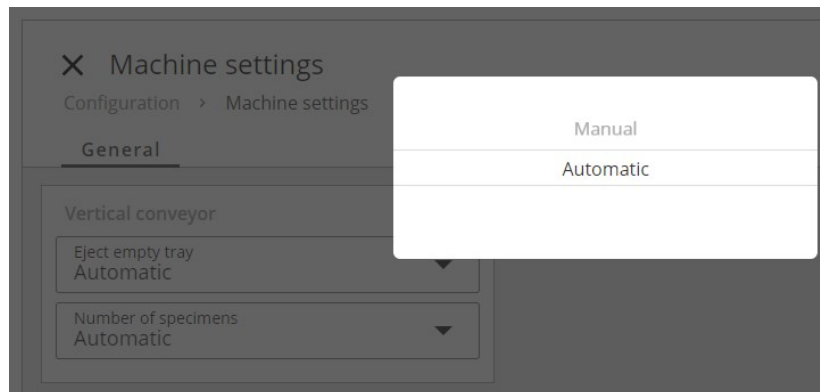 Machine settings
Configuration > Machine settings
General
Manual
Automatic
Vertical conveyor
Eject empty tray
Automatic
Number of specimens
Automatic